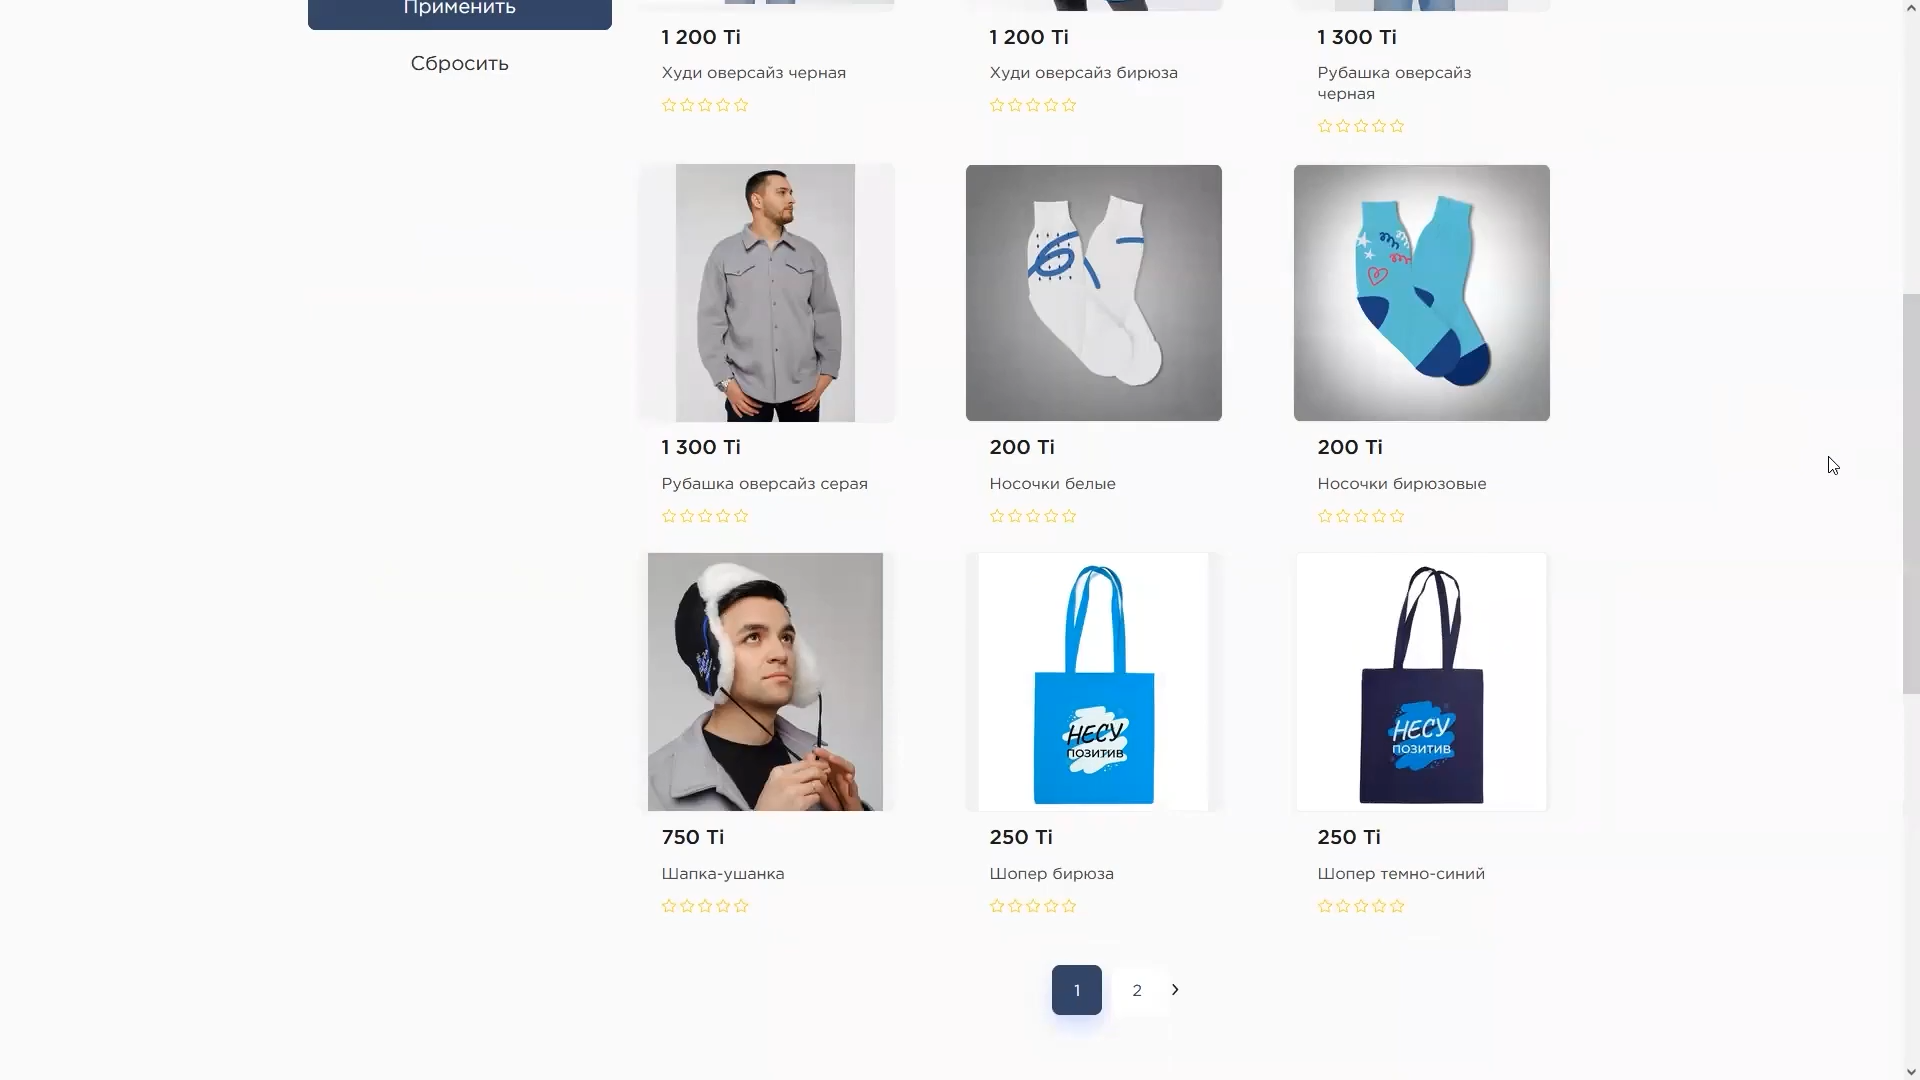 Применить
Сбросить
1 200 Ti
Худи оверсайз черная
1 200 Ti
Худи оверсайз бирюза
1 300 Ti
Рубашка оверсайз
черная
1 300 Ti
Рубашка оверсайз серая
200 Ti
Носочки белые
200 Ti
Носочки бирюзовые
НЕСУ
ПОЗИТИВ
НЕСУ
ПОЗИТИВ
750 Ti
Шапка-ушанка
250 Ti
Шопер бирюза
250 Ti
Шопер темно-синий
1
2